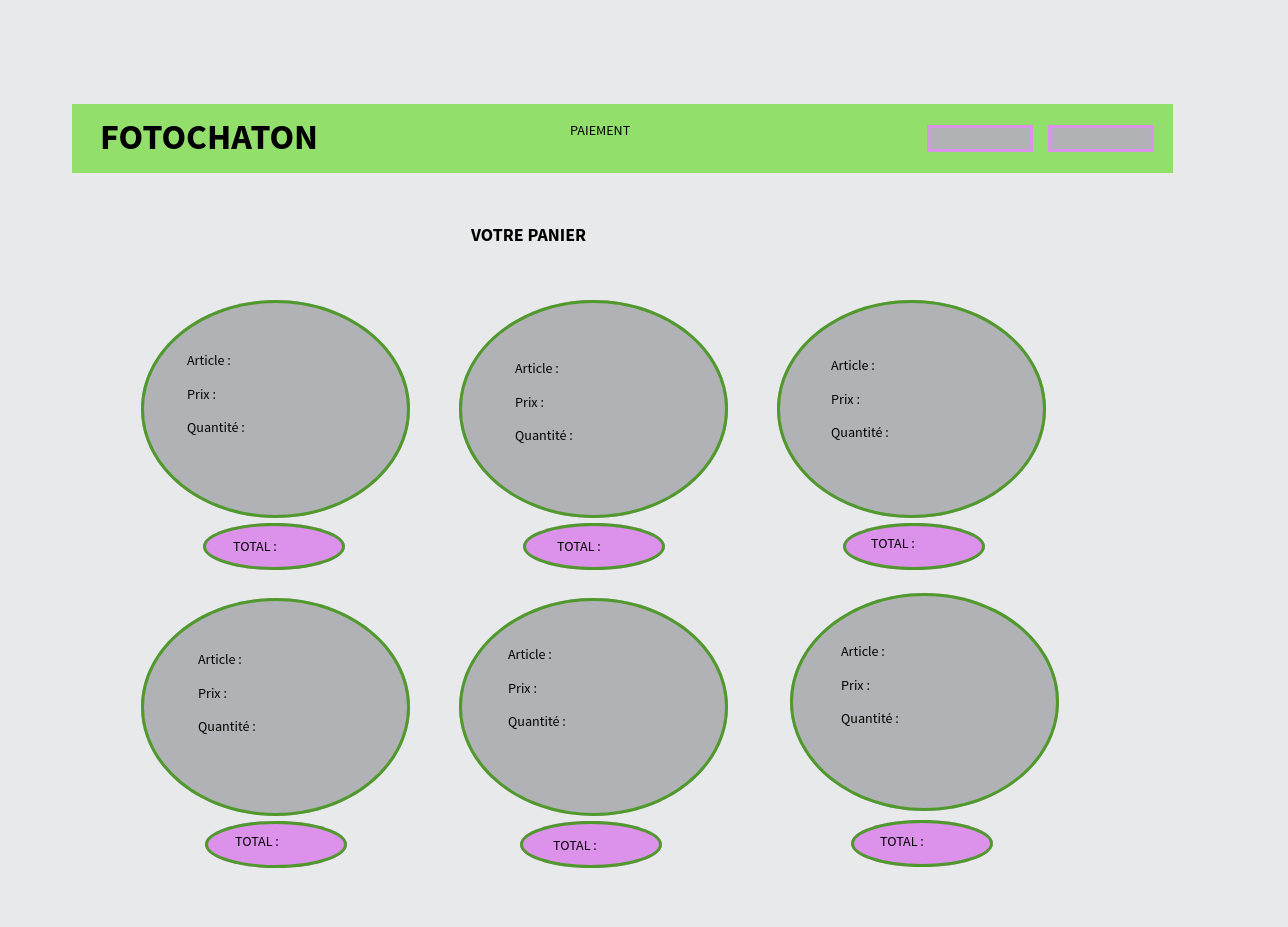 FOTOCHATON
PAIEMENT
VOTRE PANIER
Article :
Prix :
Quantité :
TOTAL :
Article :
Prix :
Quantité :
TOTAL :
Article :
Prix :
Quantité :
TOTAL :
Article :
Prix :
Quantité :
TOTAL :
Article :
Prix :
Quantité :
TOTAL :
Article :
Prix :
Quantité :
TOTAL :